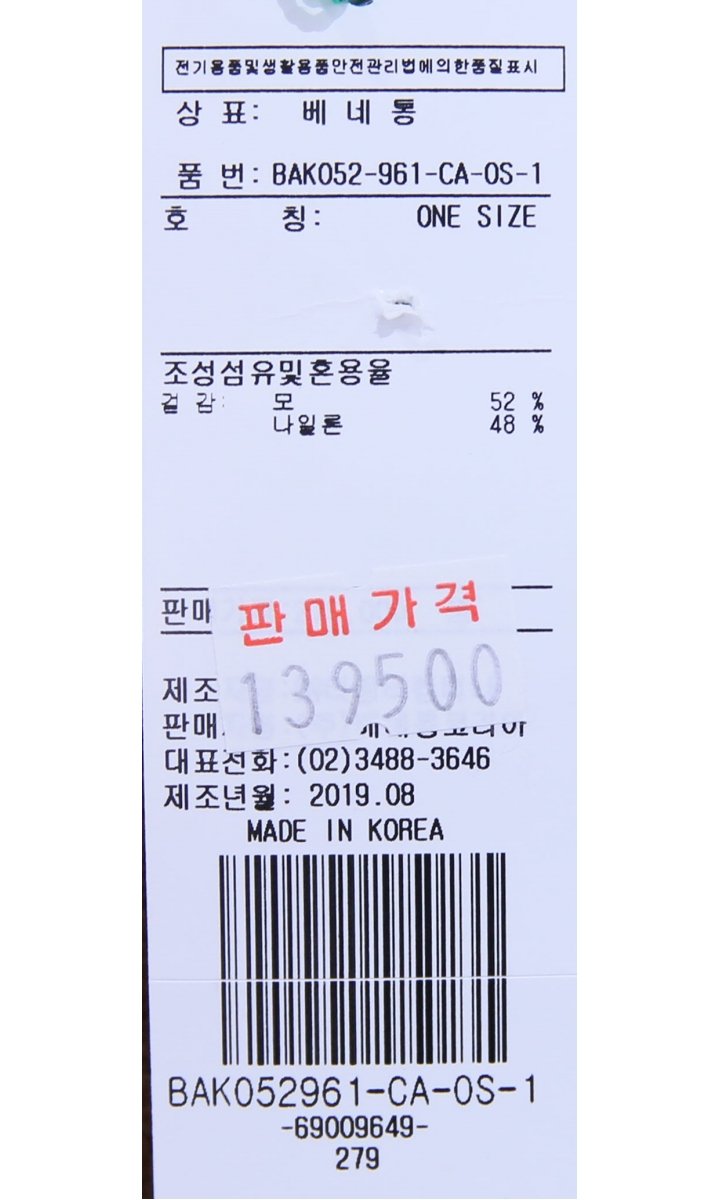 전기용품및생활용품안전관리법에의한품질표시
상 표: 베 네 통
품 번: BAK052-961-CA-OS-1
호 칭: ONE SIZE
조성섬유및혼용율
겉 감: 모 52 %
나일론 48 %
판매
판매가격
139500
제조
판매
대표전화:(02)3488-3646
제조년월: 2019.08
MADE IN KOREA
BAK052961-CA-OS-1
-69009649-
279